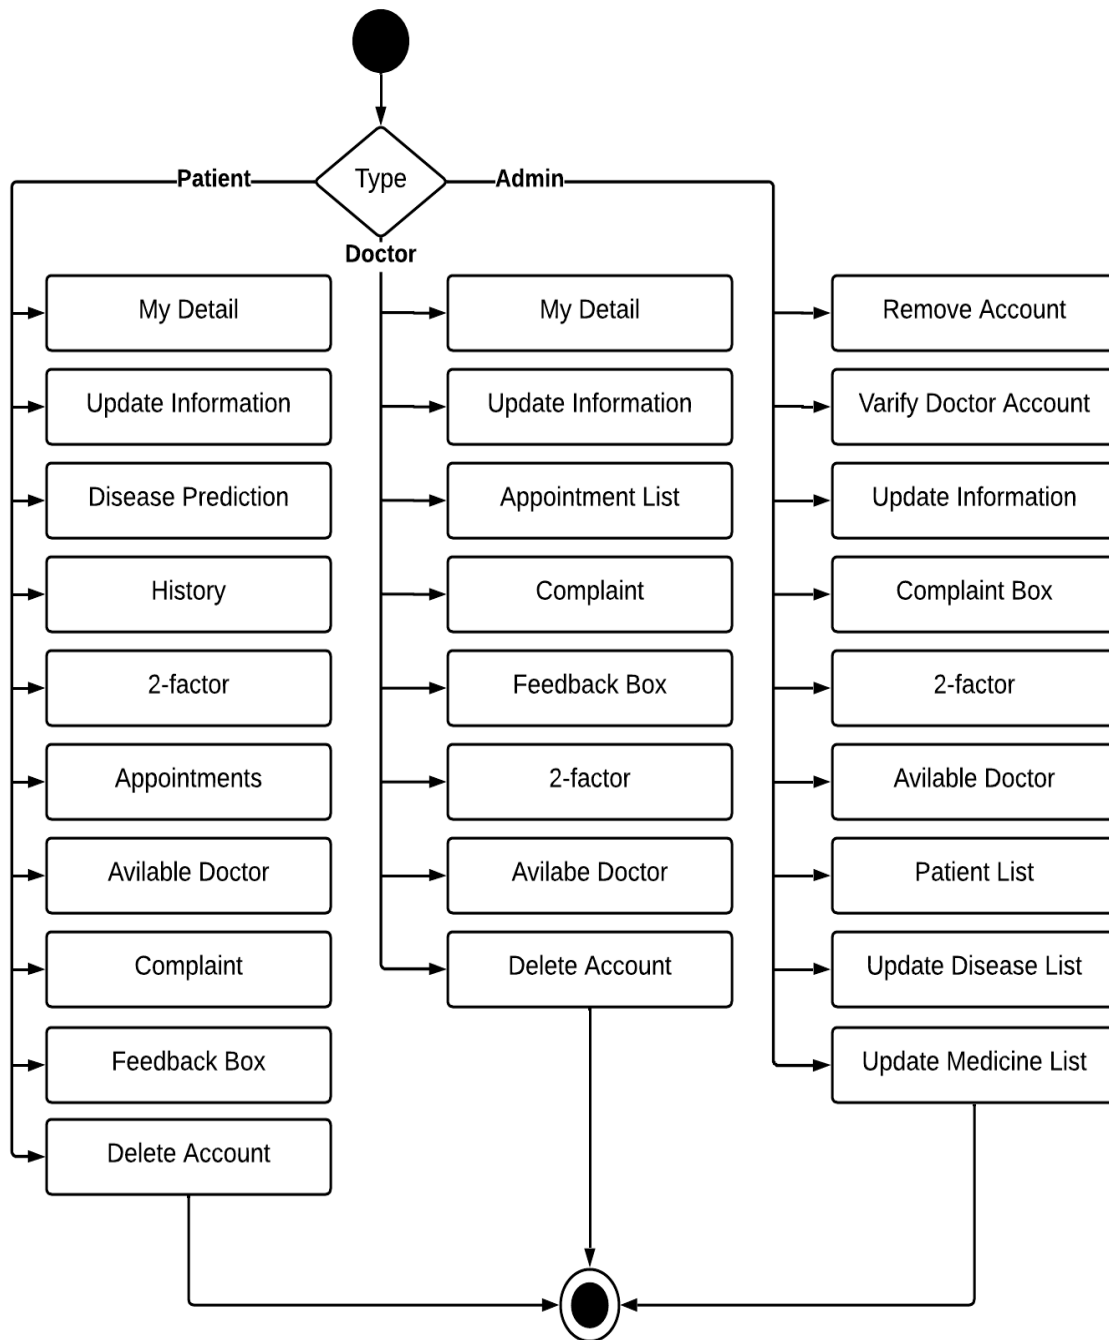 Type
Patient
Admin
Doctor
My Detail
Update Information
Disease Prediction
History
2-factor
Appointments
Avilable Doctor
Complaint
Feedback Box
Delete Account
My Detail
Update Information
Appointment List
Complaint
Feedback Box
2-factor
Avilabe Doctor
Delete Account
Remove Account
Varify Doctor Account
Update Information
Complaint Box
2-factor
Avilable Doctor
Patient List
Update Disease List
Update Medicine List